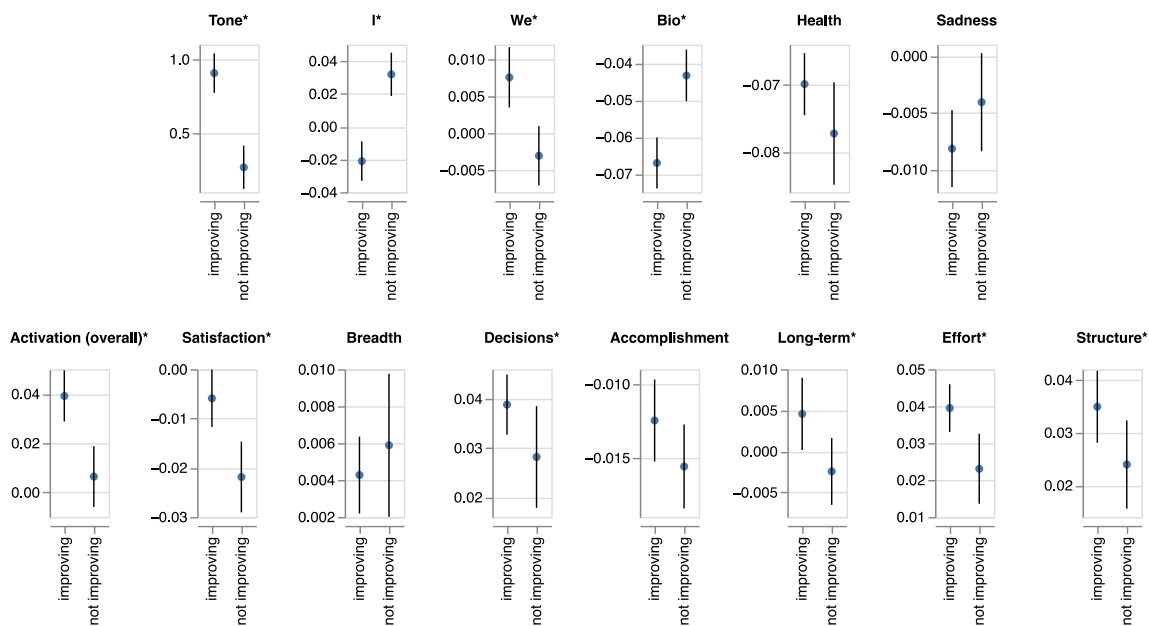 Tone* I* We* Bio* Health Sadness
1.0 0.5
0.04 0.02 0.00 −0.02 −0.04
0.010 0.005 0.000 −0.005
−0.04 −0.05 −0.06 −0.07
−0.07 −0.08
0.000 −0.005 −0.010
improving not improving improving not improving improving not improving improving not improving improving not improving improving not improving
Activation (overall)* Satisfaction* Breadth Decisions* Accomplishment Long-term* Effort* Structure*
0.04 0.02 0.00
0.00 −0.01 −0.02 −0.03
0.010 0.008 0.006 0.004 0.002
0.04 0.03 0.02
−0.010 −0.015
0.010 0.005 0.000 −0.005
0.05 0.04 0.03 0.02 0.01
0.04 0.03 0.02
improving not improving improving not improving improving not improving improving not improving improving not improving improving not improving improving not improving improving not improving